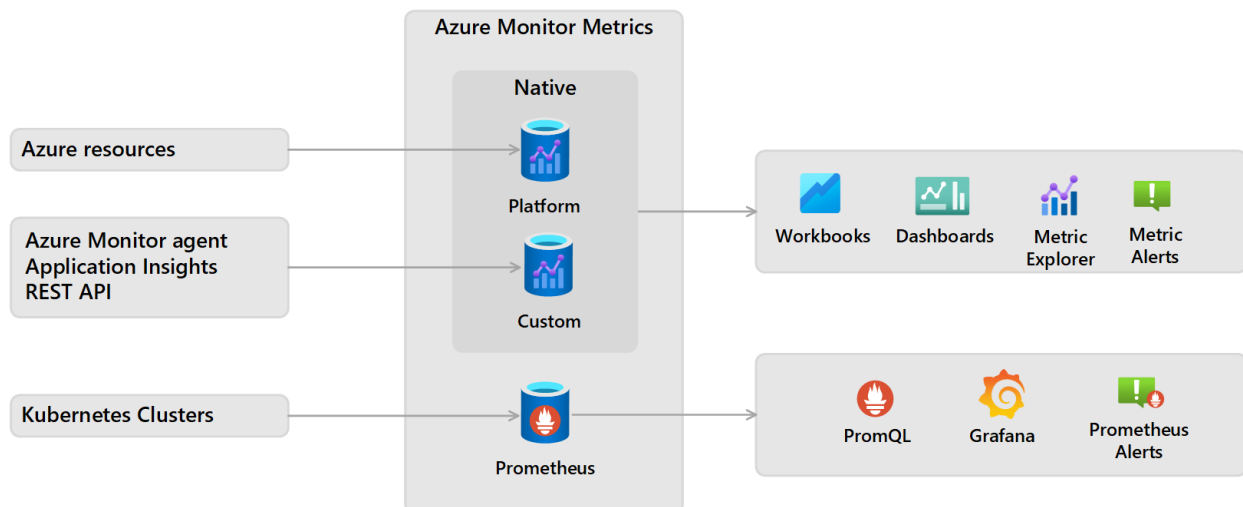 Azure Monitor Metrics
Native
Azure resources
Platform
Azure Monitor agent
Application Insights
REST API
Custom
Kubernetes Clusters
Prometheus
Workbooks
Dashboards
Metric
Explorer
Metric
Alerts
PromQL
Grafana
Prometheus
Alerts